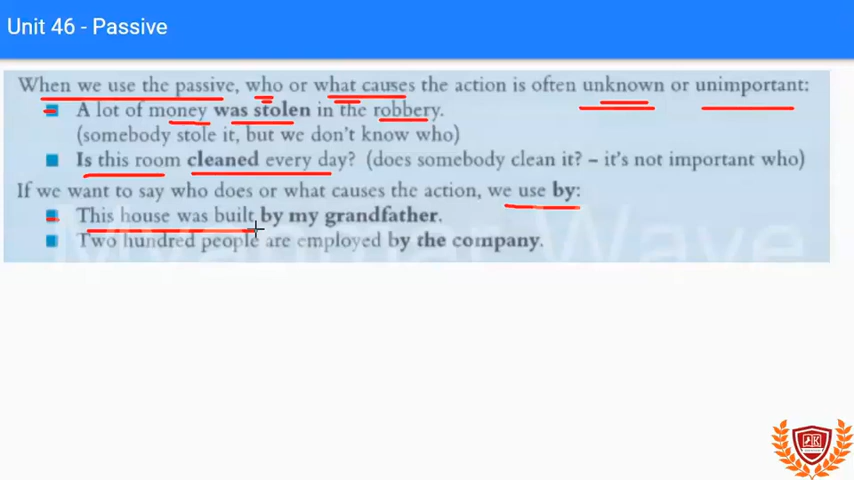 Unit 46 - Passive
When we use the passive, who or what causes the action is often unknown or unimportant:
A lot of money was stolen in the robbery.
(somebody stole it, but we don't know who)
Is this room cleaned every day? (does somebody clean it? – it's not important who)
If we want to say who does or what causes the action, we use by:
This house was built by my grandfather.
Two hundred people are employed by the company.
Myanmar Wave